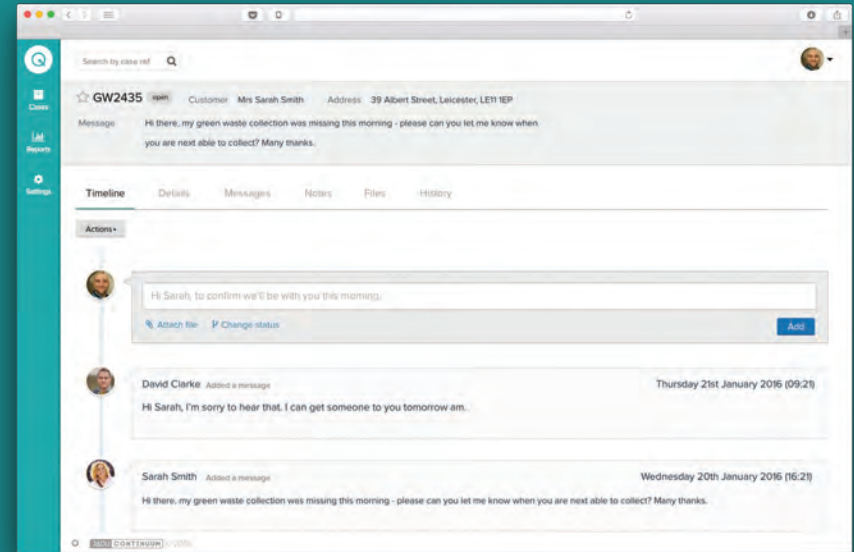 Search by case ref
GW2435 open Customer Mrs Sarah Smith Address 39 Albert Street, Leicester, LE11 1EP
Message Hi there, my green waste collection was missing this morning - please can you let me know when
you are next able to collect? Many thanks.
Cases
Reports
Settings
Timeline Details Messages Notes Files History
Actions
Hi Sarah, to confirm we'll be with you this morning.
Attach file Change status Add
David Clarke Added a message Thursday 21st January 2016 (09:21)
Hi Sarah, I'm sorry to hear that. I can get someone to you tomorrow am.
Sarah Smith Added a message Wednesday 20th January 2016 (16:21)
Hi there, my green waste collection was missing this morning - please can you let me know when you are next able to collect? Many thanks.
CONTINUUM